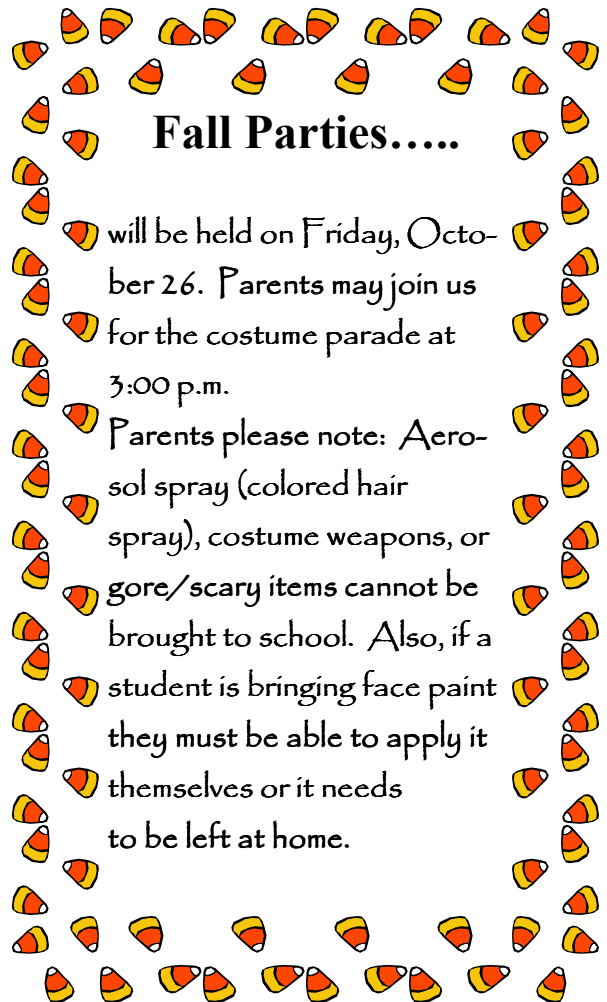 Fall Parties…..
will be held on Friday, Octo-
ber 26.  Parents may join us
for the costume parade at
3:00 p.m.
Parents please note:  Aero-
sol spray (colored hair
spray), costume weapons, or
gore/scary items cannot be
brought to school.  Also, if a
student is bringing face paint
they must be able to apply it
themselves or it needs
to be left at home.